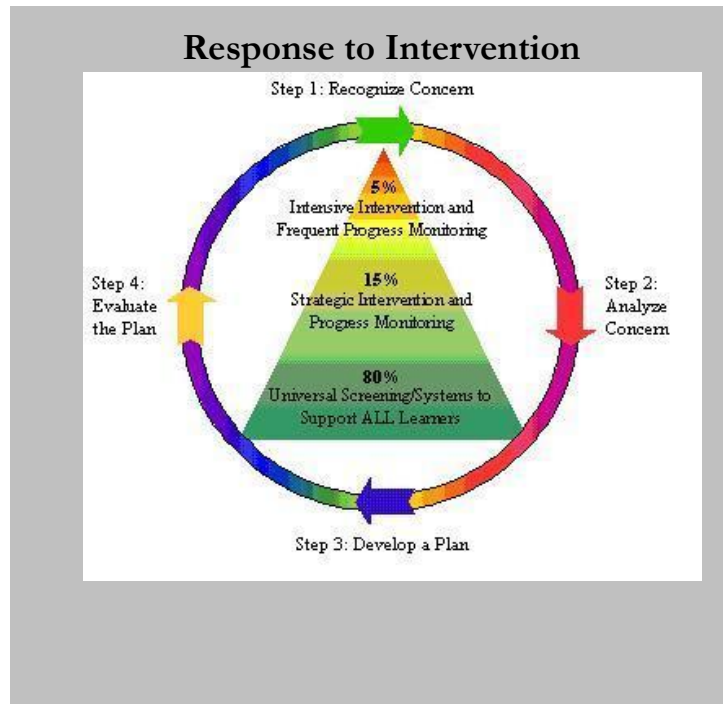 Response to Intervention
Step 1: Recognize Concern
5%
Intensive Intervention and
Frequent Progress Monitoring
Step 4:
Evaluate
the Plan
15%
Strategic Intervention and
Progress Monitoring
Step 2:
Analyze
Concern
80%
Universal Screening/Systems to
Support ALL Learners
Step 3: Develop a Plan